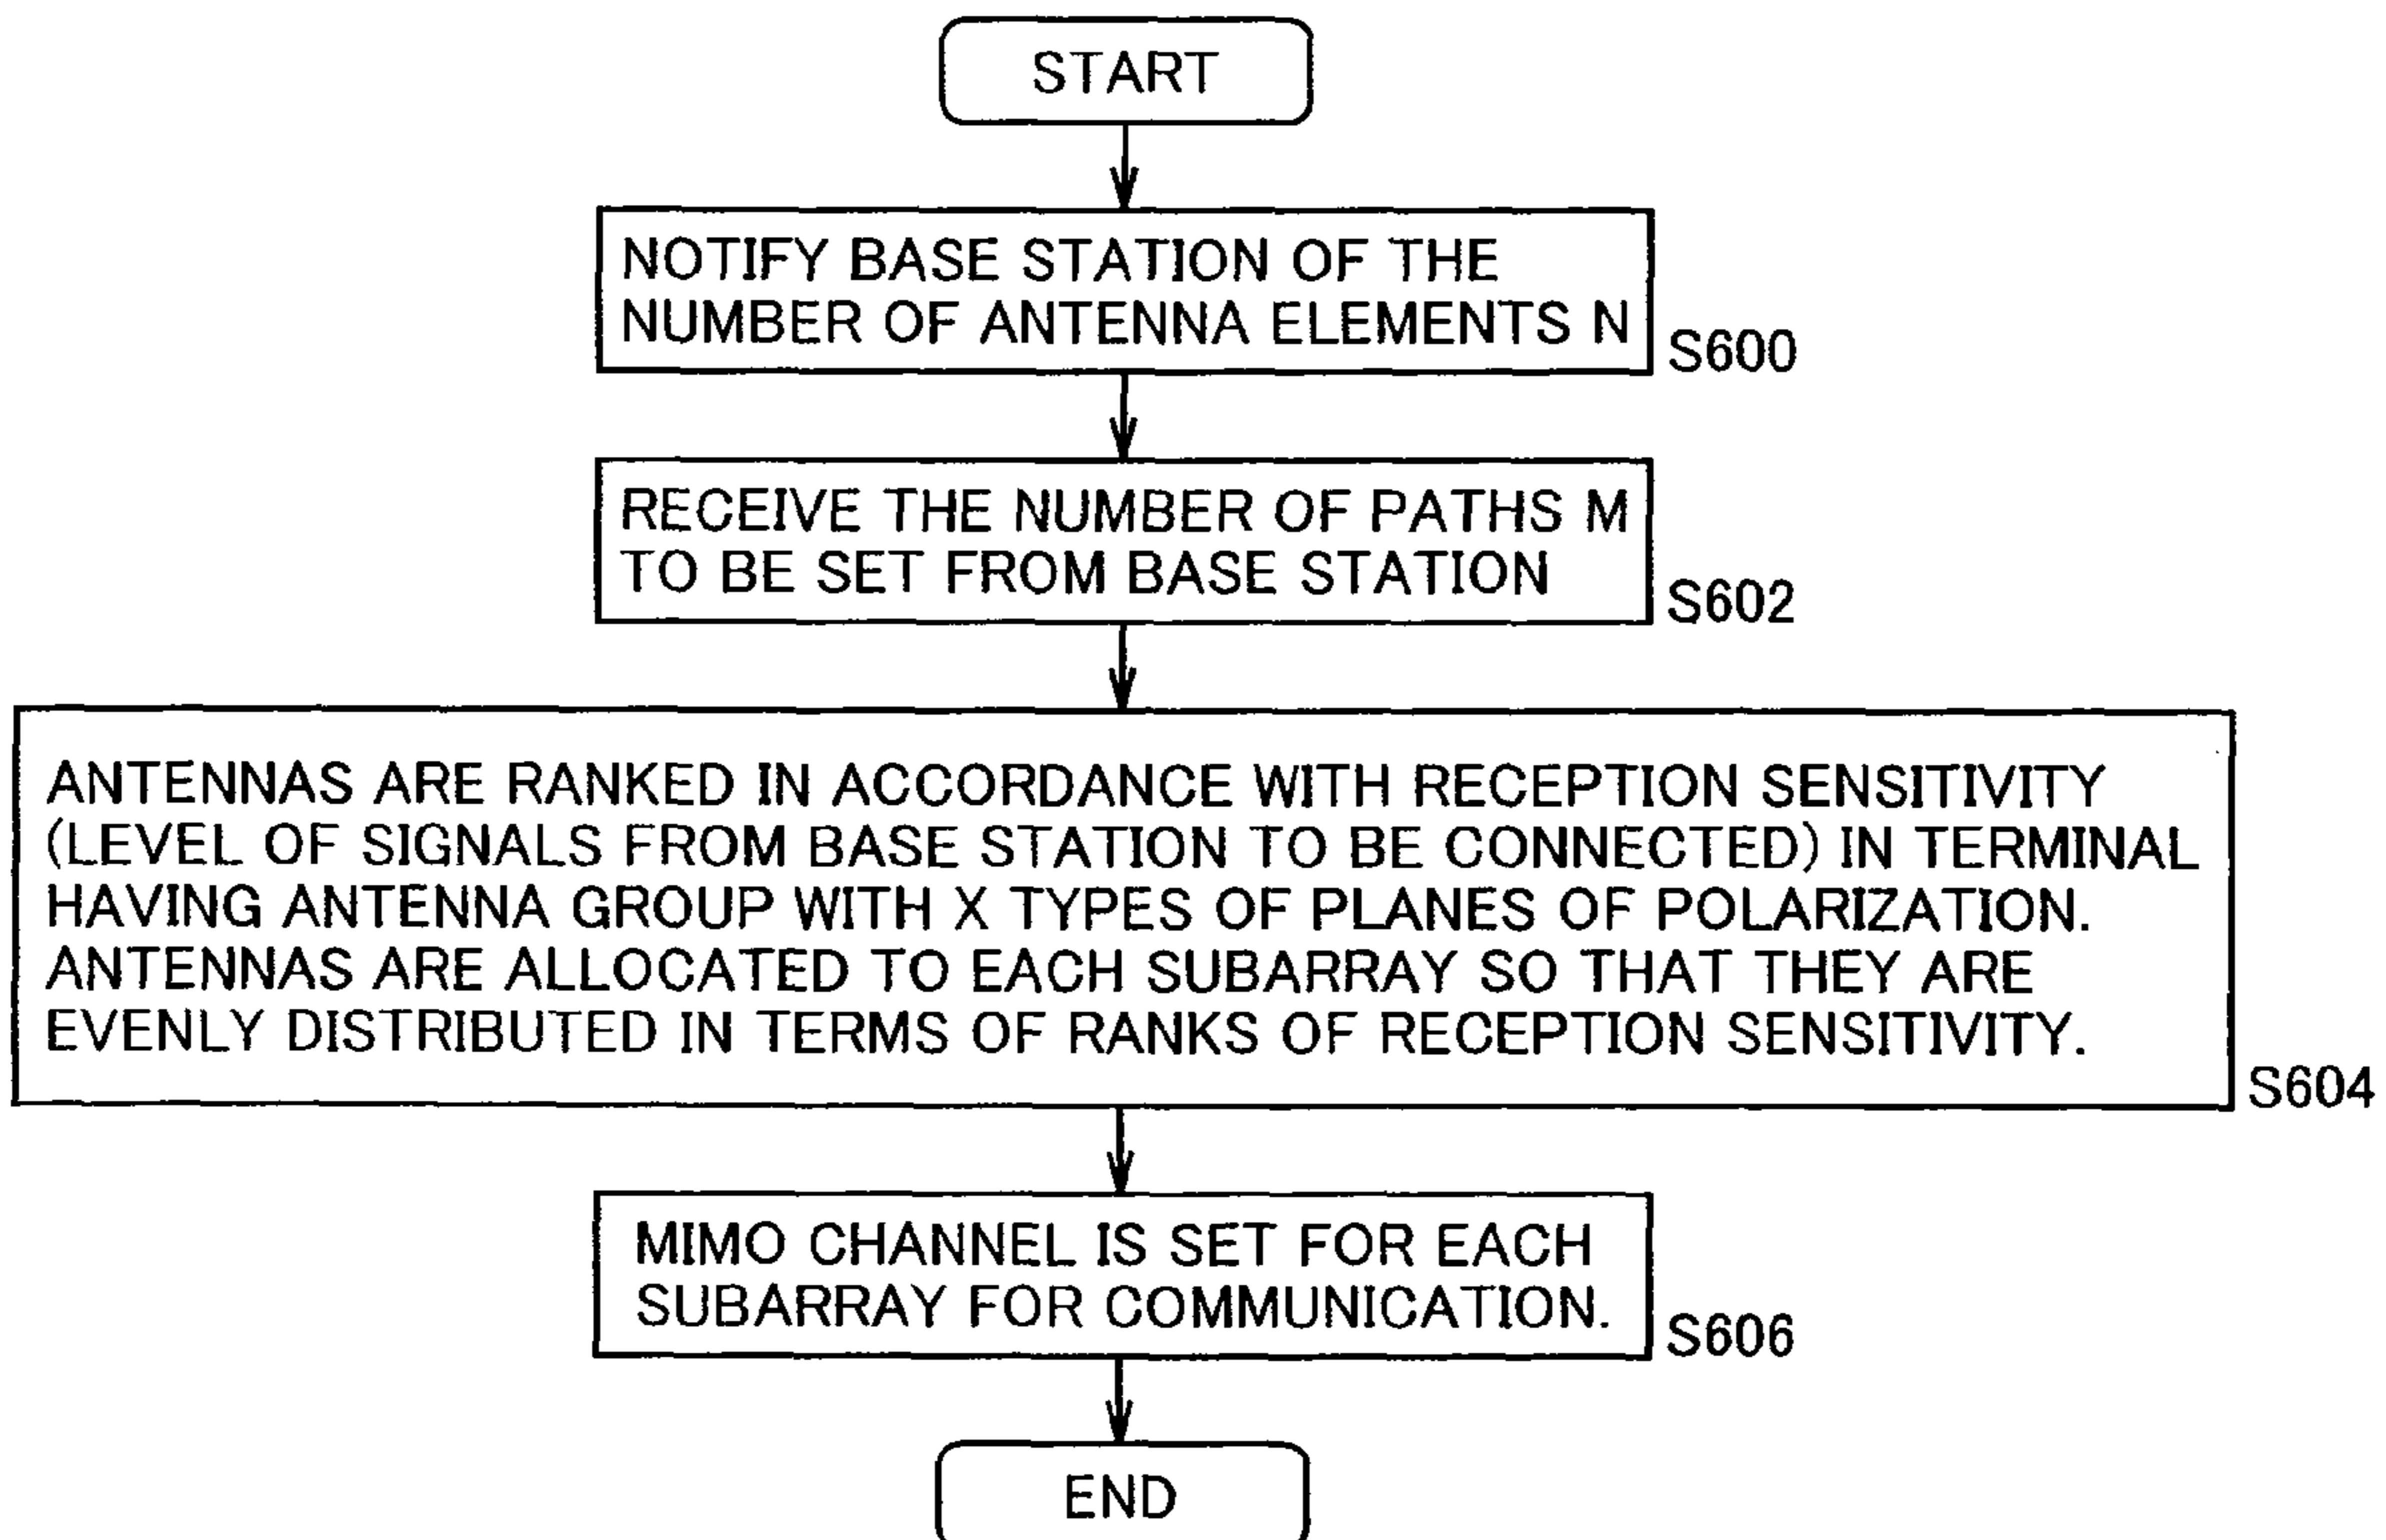 START
NOTIFY BASE STATION OF THE
NUMBER OF ANTENNA ELEMENTS N
S600
RECEIVE THE NUMBER OF PATHS M
TO BE SET FROM BASE STATION
S602
ANTENNAS ARE RANKED IN ACCORDANCE WITH RECEPTION SENSITIVITY
(LEVEL OF SIGNALS FROM BASE STATION TO BE CONNECTED) IN TERMINAL
HAVING ANTENNA GROUP WITH X TYPES OF PLANES OF POLARIZATION.
ANTENNAS ARE ALLOCATED TO EACH SUBARRAY SO THAT THEY ARE
EVENLY DISTRIBUTED IN TERMS OF RANKS OF RECEPTION SENSITIVITY.
S604
MIMO CHANNEL IS SET FOR EACH
SUBARRAY FOR COMMUNICATION.
S606
END